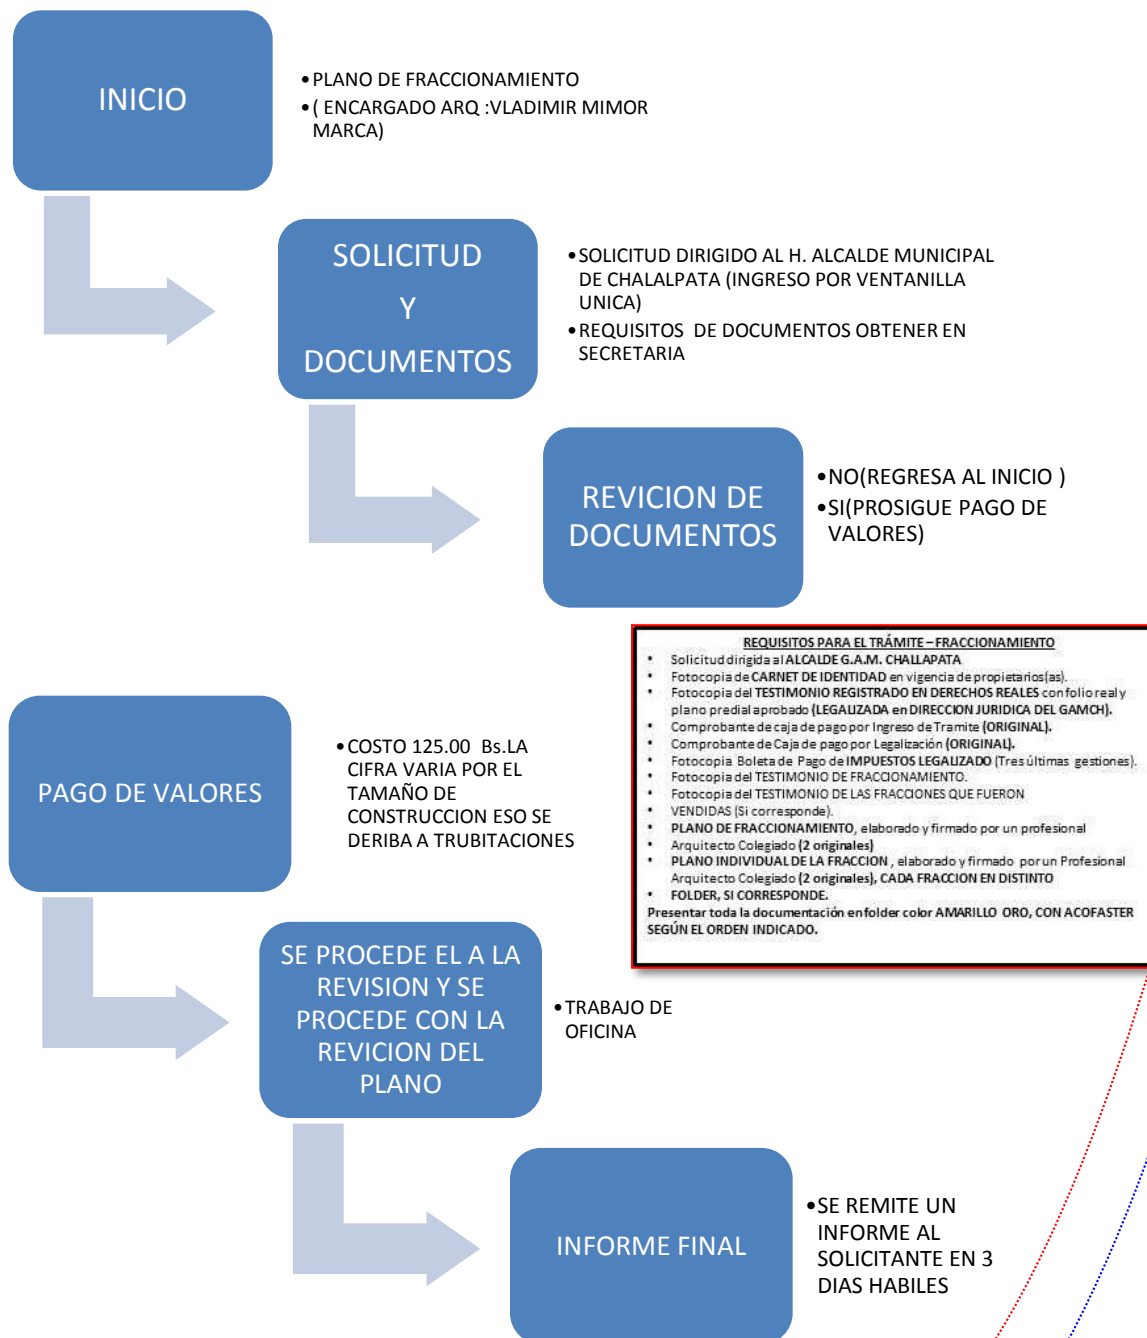 INICIO
•PLANO DE FRACCIONAMIENTO
•( ENCARGADO ARQ :VLADIMIR MIMOR
MARCA)
SOLICITUD
Y
DOCUMENTOS
•SOLICITUD DIRIGIDO AL H. ALCALDE MUNICIPAL
DE CHALALPATA (INGRESO POR VENTANILLA
UNICA)
•REQUISITOS DE DOCUMENTOS OBTENER EN
SECRETARIA
REVICION DE
DOCUMENTOS
•NO(REGRESA AL INICIO )
•SI(PROSIGUE PAGO DE
VALORES)
REQUISITOS PARA EL TRÁMITE – FRACCIONAMIENTO
• Solicitud dirigida al ALCALDE G.A.M. CHALLAPATA
• Fotocopia de CARNET DE IDENTIDAD en vigencia de propietarios(as).
• Fotocopia del TESTIMONIO REGISTRADO EN DERECHOS REALES con folio real y
plano predial aprobado (LEGALIZADA en DIRECCION JURIDICA DEL GAMCH).
• Comprobante de caja de pago por Ingreso de Tramite (ORIGINAL).
• Comprobante de Caja de pago por Legalización (ORIGINAL).
• Fotocopia Boleta de Pago de IMPUESTOS LEGALIZADO (Tres últimas gestiones).
• Fotocopia del TESTIMONIO DE FRACCIONAMIENTO.
• Fotocopia del TESTIMONIO DE LAS FRACCIONES QUE FUERON
• VENDIDAS (Si corresponde).
• PLANO DE FRACCIONAMIENTO, elaborado y firmado por un profesional
• Arquitecto Colegiado (2 originales)
• PLANO INDIVIDUAL DE LA FRACCION , elaborado y firmado por un Profesional
Arquitecto Colegiado (2 originales), CADA FRACCION EN DISTINTO
• FOLDER, SI CORRESPONDE.
Presentar toda la documentación en folder color AMARILLO ORO, CON ACOFASTER
SEGÚN EL ORDEN INDICADO.
PAGO DE VALORES
•COSTO 125.00 Bs.LA
CIFRA VARIA POR EL
TAMAÑO DE
CONSTRUCCION ESO SE
DERIBA A TRUBITACIONES
SE PROCEDE EL A LA
REVISION Y SE
PROCEDE CON LA
REVICION DEL
PLANO
•TRABAJO DE
OFICINA
INFORME FINAL
•SE REMITE UN
INFORME AL
SOLICITANTE EN 3
DIAS HABILES